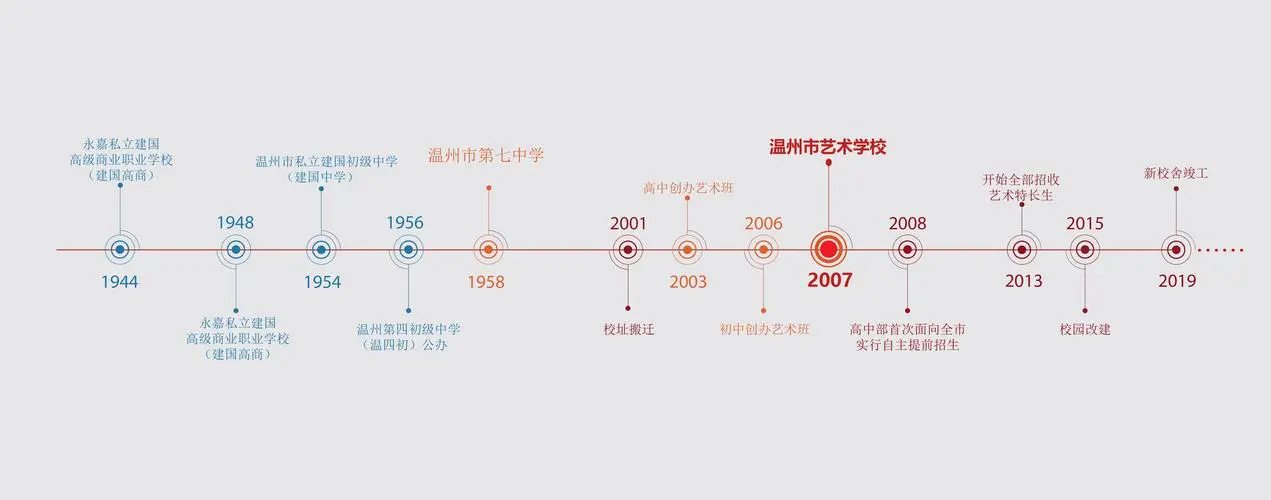 永嘉私立建国
高级商业职业学校
（建国高商）
1944
1948
永嘉私立建国
高级商业职业学校
（建国高商）
温州市私立建国初级中学
（建国中学）
1954
1956
温州第四初级中学
（温四初）公办
温州市第七中学
1958
2001
校址搬迁
高中创办艺术班
2003
2006
初中创办艺术班
温州市艺术学校
2007
2008
高中部首次面向全市
实行自主提前招生
开始全部招收
艺术特长生
2013
2015
校园改建
新校舍竣工
2019